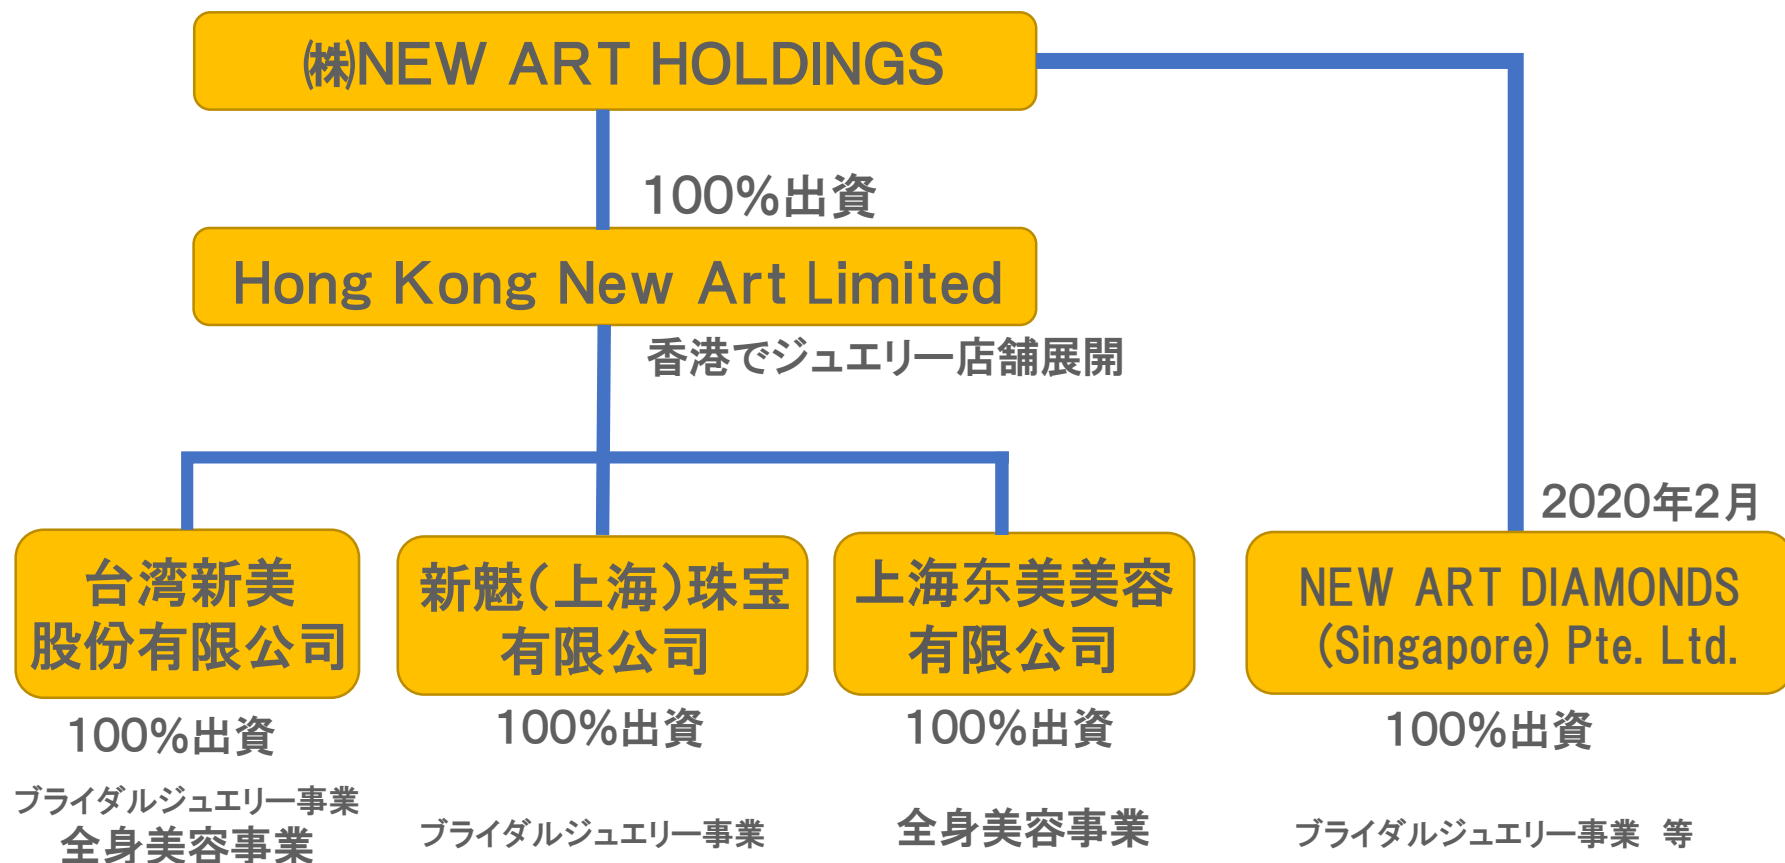 ㈱NEW ART HOLDINGS
100%出資
Hong Kong New Art Limited
香港でジュエリー店舗展開
2020年2月
台湾新美
股份有限公司
100%出資
ブライダルジュエリー事業
全身美容事業
新魅(上海)珠宝
有限公司
100%出資
ブライダルジュエリー事業
上海东美美容
有限公司
100%出資
全身美容事業
NEW ART DIAMONDS
(Singapore) Pte. Ltd.
100%出資
ブライダルジュエリー事業 等